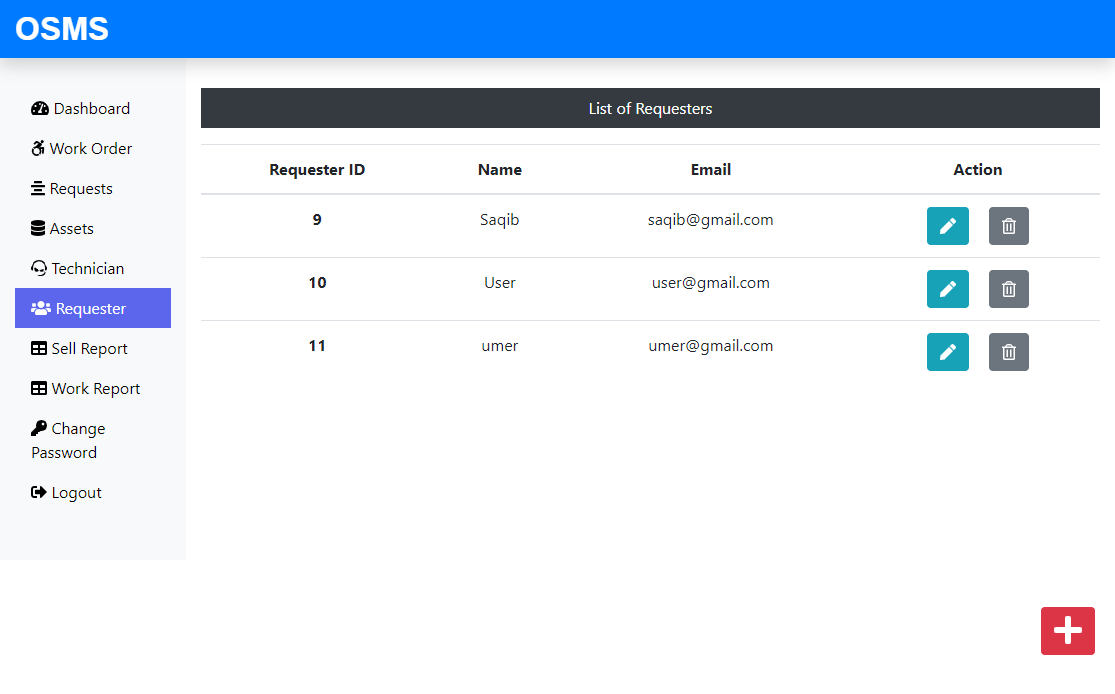 OSMS
Dashboard
Work Order
Requests
Assets
Technician
Requester
Sell Report
Work Report
Change
Password
Logout
List of Requesters
Requester ID Name Email Action
9 Saqib saqib@gmail.com
10 User user@gmail.com
11 umer umer@gmail.com